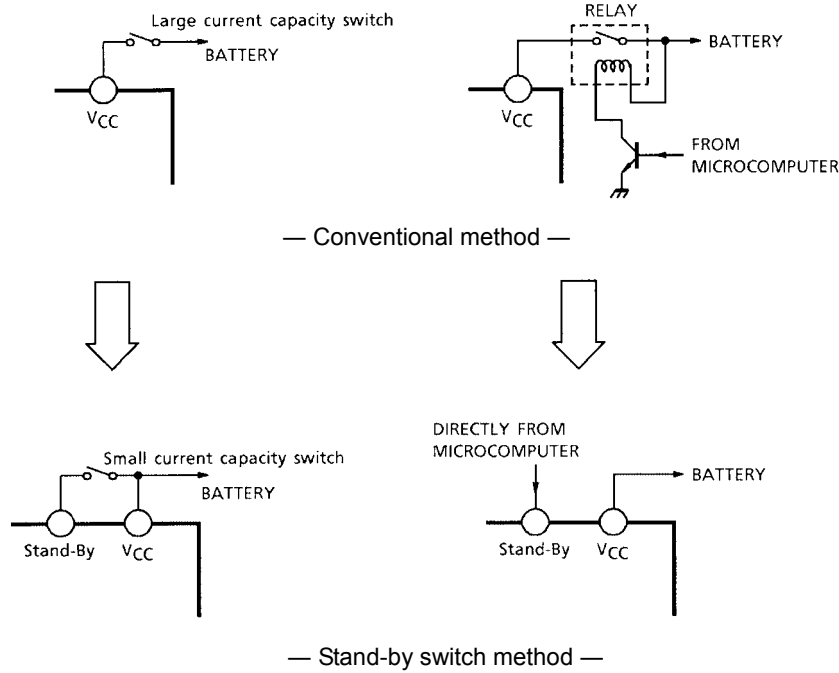 Large current capacity switch
BATTERY
VCC
RELAY
BATTERY
VCC
FROM
MICROCOMPUTER
— Conventional method —
Small current capacity switch
BATTERY
Stand-By VCC
DIRECTLY FROM
MICROCOMPUTER
BATTERY
Stand-By VCC
— Stand-by switch method —